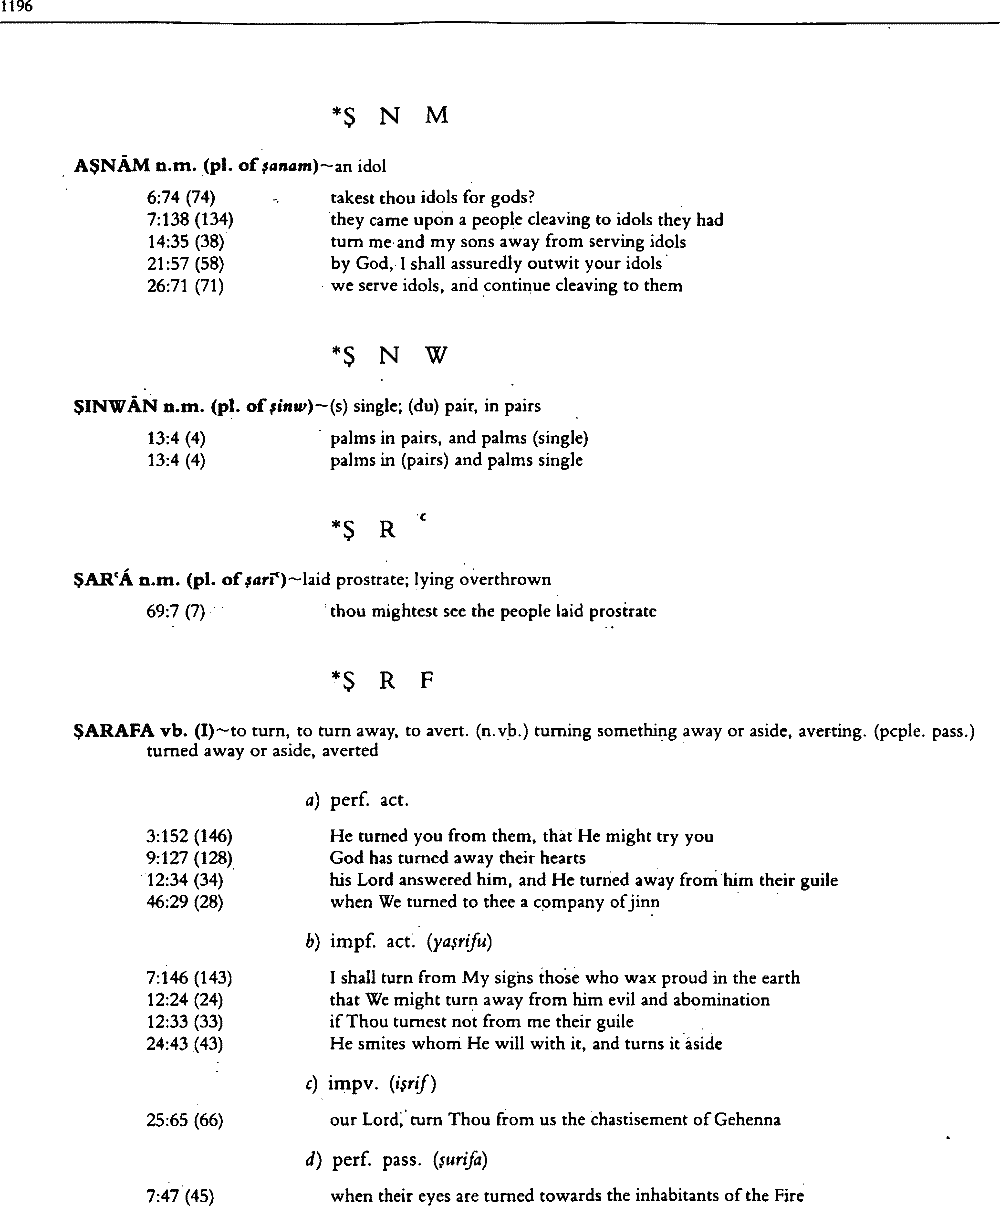 1196
*Ṣ N M
AṢNĀM n.m. (pl. of ṣanam)~an idol
6:74 (74) takest thou idols for gods?
7:138 (134) they came upon a people cleaving to idols they had
14:35 (38) turn me and my sons away from serving idols
21:57 (58) by God, I shall assuredly outwit your idols
26:71 (71) we serve idols, and continue cleaving to them
*Ṣ N W
ṢINWĀN n.m. (pl. of ṣinw)~(s) single; (du) pair, in pairs
13:4 (4) palms in pairs, and palms (single)
13:4 (4) palms in (pairs) and palms single
*Ṣ R ʿ
ṢARʿÁ n.m. (pl. of ṣarīʿ)~laid prostrate; lying overthrown
69:7 (7) thou mightest see the people laid prostrate
*Ṣ R F
ṢARAFA vb. (I)~to turn, to turn away, to avert. (n.vb.) turning something away or aside, averting. (pcple. pass.)
turned away or aside, averted
a) perf. act.
3:152 (146) He turned you from them, that He might try you
9:127 (128) God has turned away their hearts
12:34 (34) his Lord answered him, and He turned away from him their guile
46:29 (28) when We turned to thee a company of jinn
b) impf. act. (yaṣrifu)
7:146 (143) I shall turn from My signs those who wax proud in the earth
12:24 (24) that We might turn away from him evil and abomination
12:33 (33) if Thou turnest not from me their guile
24:43 (43) He smites whom He will with it, and turns it aside
c) impv. (iṣrif)
25:65 (66) our Lord, turn Thou from us the chastisement of Gehenna
d) perf. pass. (ṣurifa)
7:47 (45) when their eyes are turned towards the inhabitants of the Fire